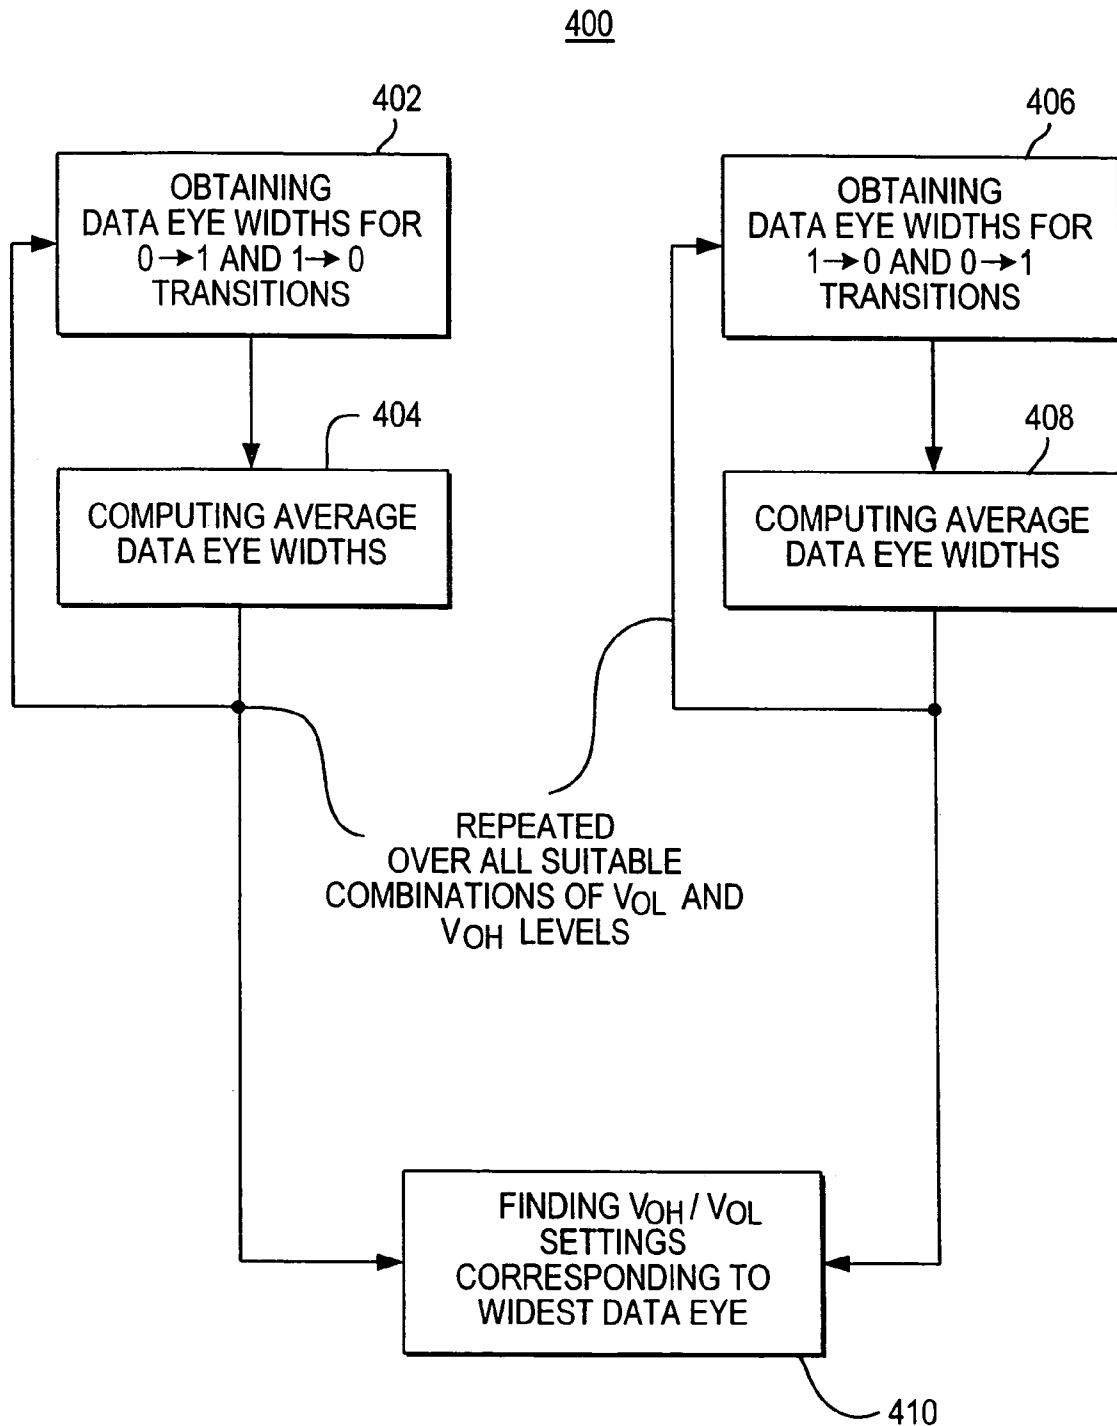 400
402
OBTAINING
DATA EYE WIDTHS FOR
0→1 AND 1→0
TRANSITIONS
404
COMPUTING AVERAGE
DATA EYE WIDTHS
406
OBTAINING
DATA EYE WIDTHS FOR
1→0 AND 0→1
TRANSITIONS
408
COMPUTING AVERAGE
DATA EYE WIDTHS
REPEATED
OVER ALL SUITABLE
COMBINATIONS OF VOL AND
VOH LEVELS
FINDING VOH / VOL
SETTINGS
CORRESPONDING TO
WIDEST DATA EYE
410